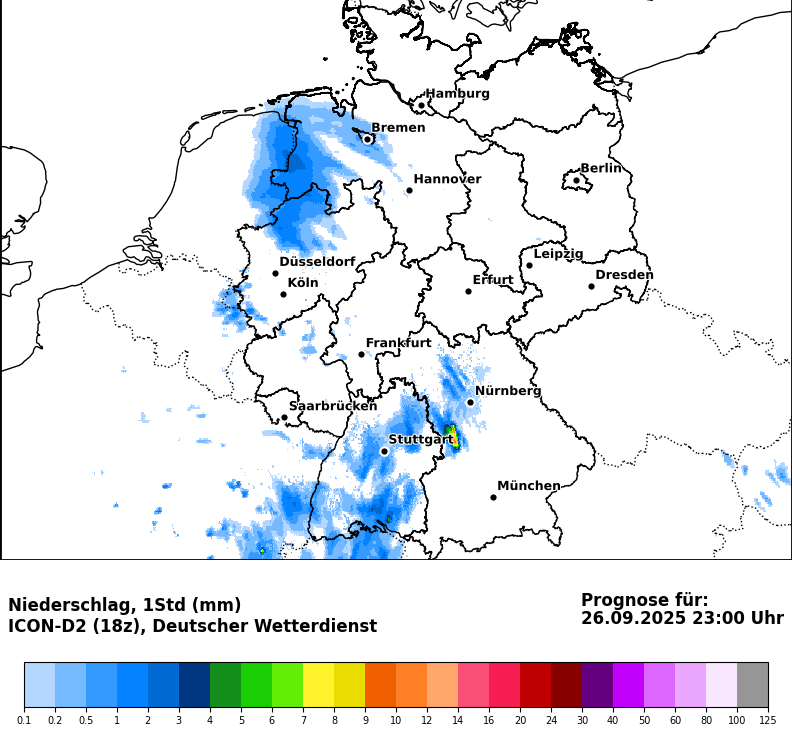 Hamburg
Bremen
Berlin
Hannover
Leipzig
Düsseldorf
Dresden
Erfurt
Köln
Frankfurt
Nürnberg
Saarbrücken
Stuttgart
München
Niederschlag, 1Std (mm)
ICON-D2 (18z), Deutscher Wetterdienst
Prognose für:
26.09.2025 23:00 Uhr
0.1 0.2 0.5 1 2 3 4 5 6 7 8 9 10 12 14 16 20 24 30 40 50 60 80 100 125